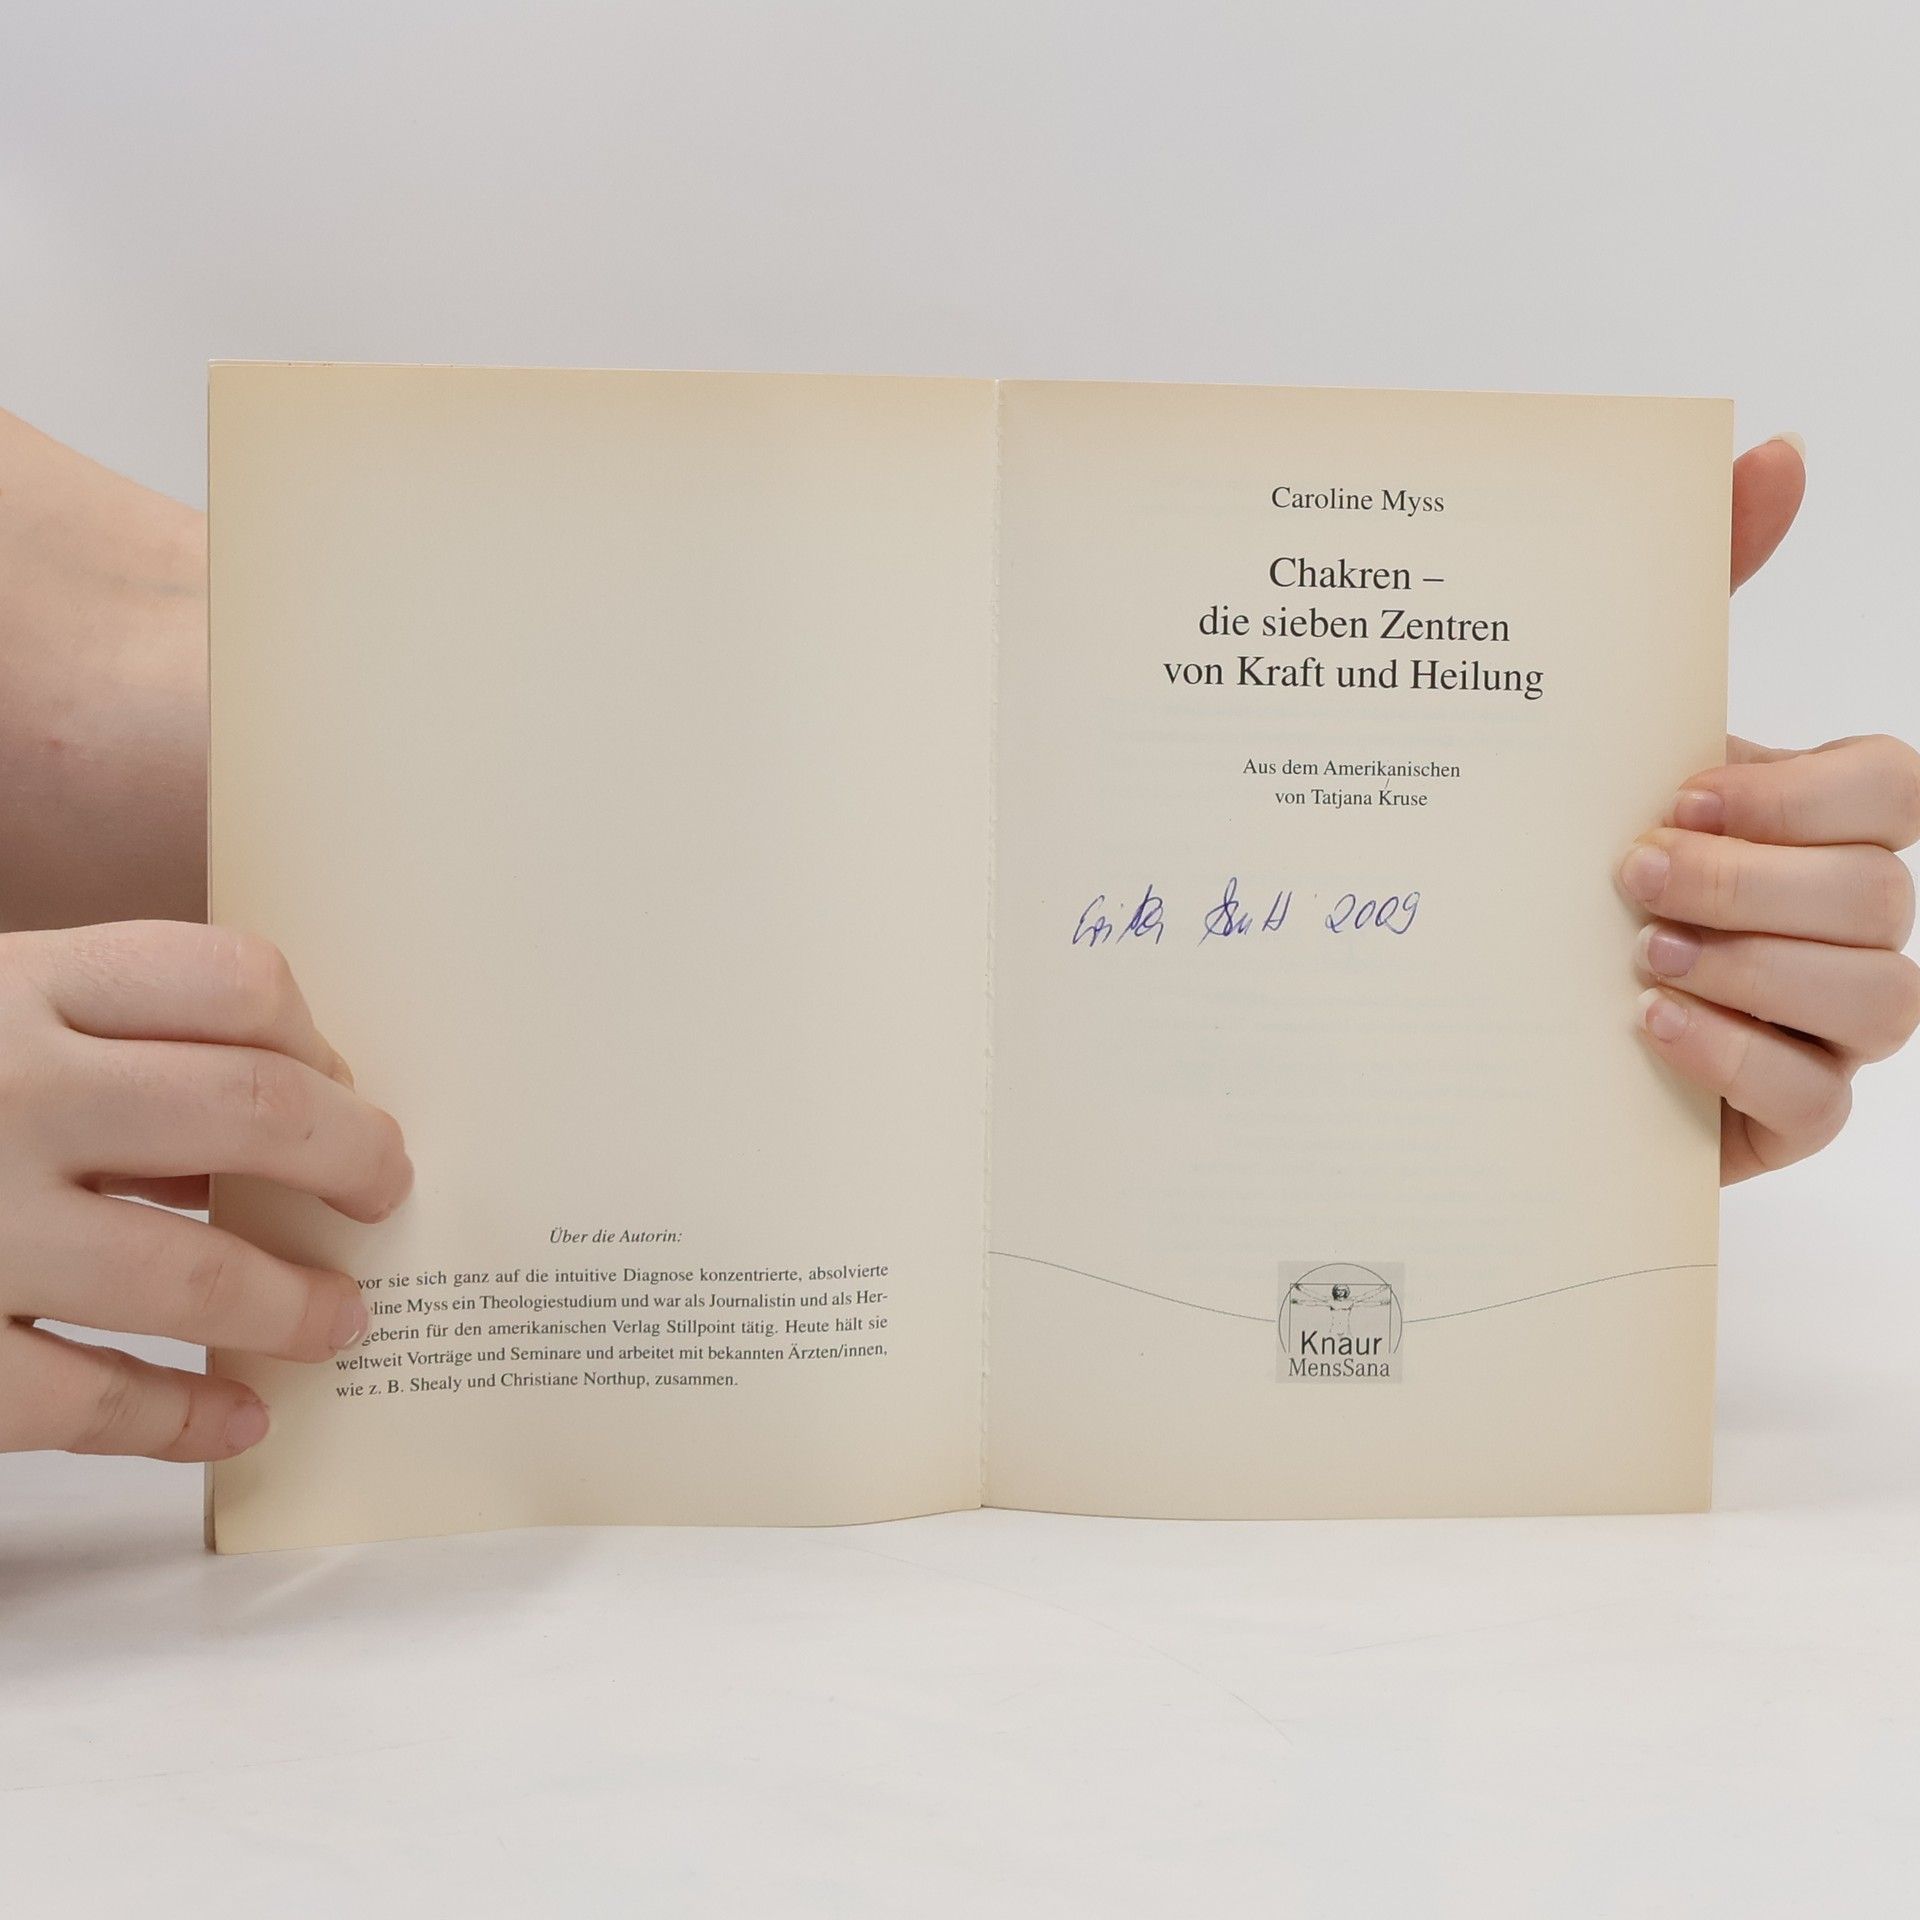 Über die Autorin:
vor sie sich ganz auf die intuitive Diagnose konzentrierte, absolvierte
line Myss ein Theologiestudium und war als Journalistin und als Her-
geberin für den amerikanischen Verlag Stillpoint tätig. Heute hält sie
weltweit Vorträge und Seminare und arbeitet mit bekannten Ärzten/innen,
wie z. B. Shealy und Christiane Northup, zusammen.
Caroline Myss
Chakren –
die sieben Zentren
von Kraft und Heilung
Aus dem Amerikanischen
von Tatjana Kruse
2009
Knaur
MensSana